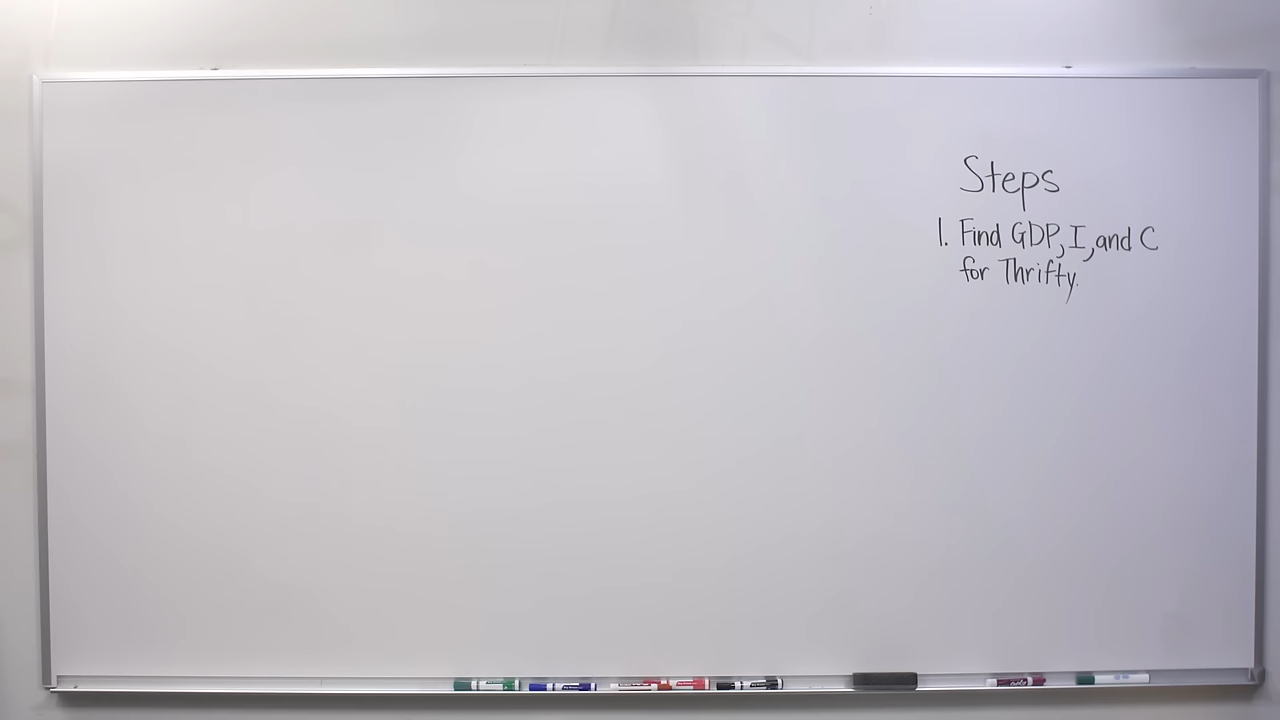 Steps
1. Find GDP, I, and C
for Thrifty.